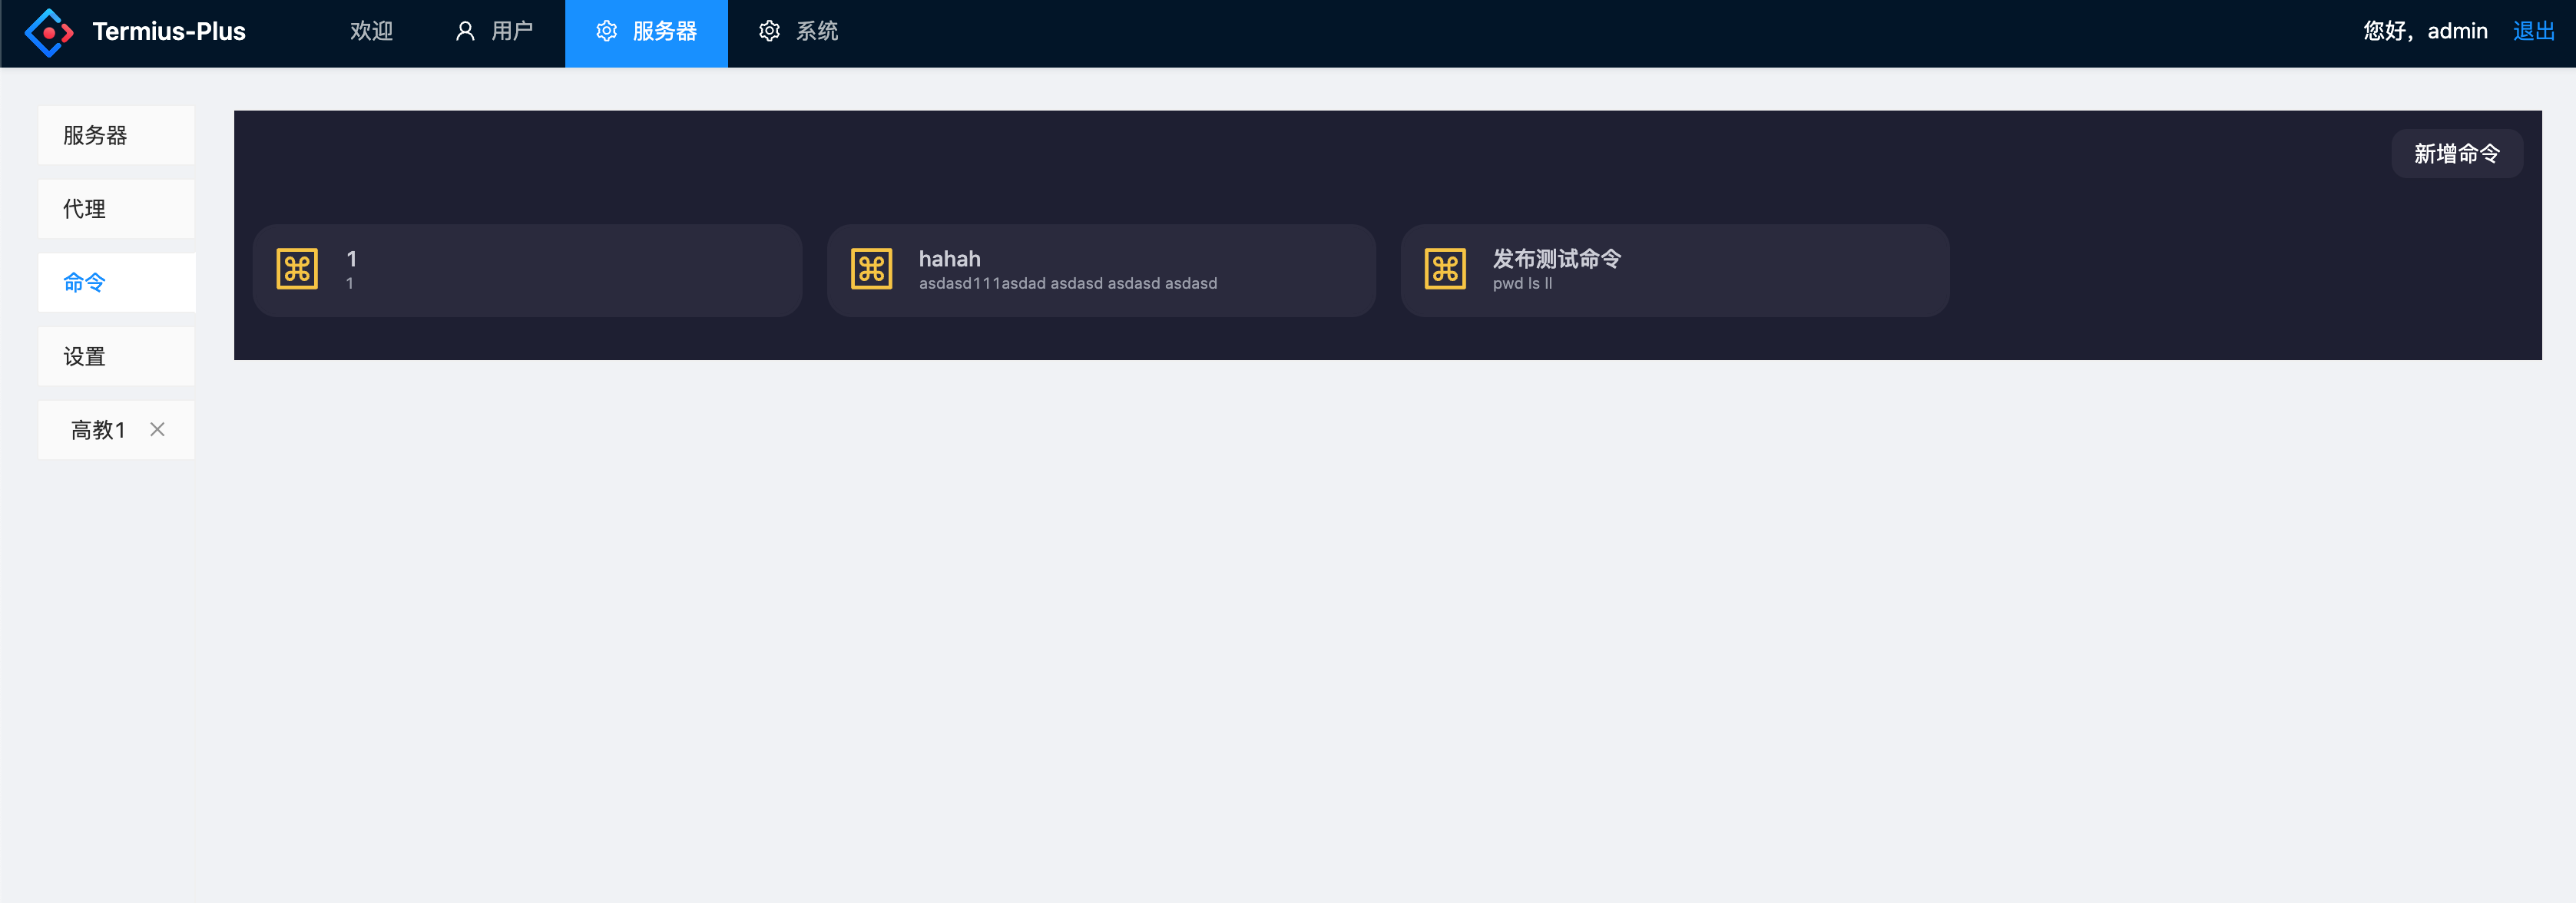 Termius-Plus 欢迎 用户 服务器 系统 您好，admin 退出
服务器
代理
命令
设置
高教1
新增命令
1
1
hahah
asdasd111asdad asdasd asdasd asdasd
发布测试命令
pwd ls ll